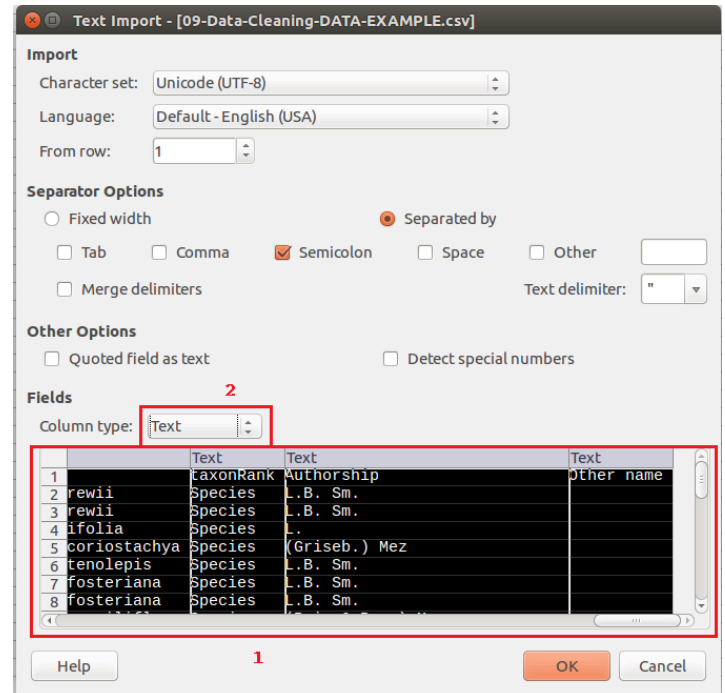 Text Import - [09-Data-Cleaning-DATA-EXAMPLE.csv]
Import
Character set: Unicode (UTF-8)
Language: Default - English (USA)
From row: 1
Separator Options
Fixed width Separated by
Tab Comma Semicolon Space Other
Merge delimiters Text delimiter: "
Other Options
Quoted field as text Detect special numbers
2
Fields
Column type: Text
Text Text Text
1 taxonRank Authorship Other name
2 rewii Species L.B. Sm.
3 rewii Species L.B. Sm.
4 ifolia Species L.
5 coriostachya Species (Griseb.) Mez
6 tenolepis Species L.B. Sm.
7 fosteriana Species L.B. Sm.
8 fosteriana Species L.B. Sm.
1
Help OK Cancel